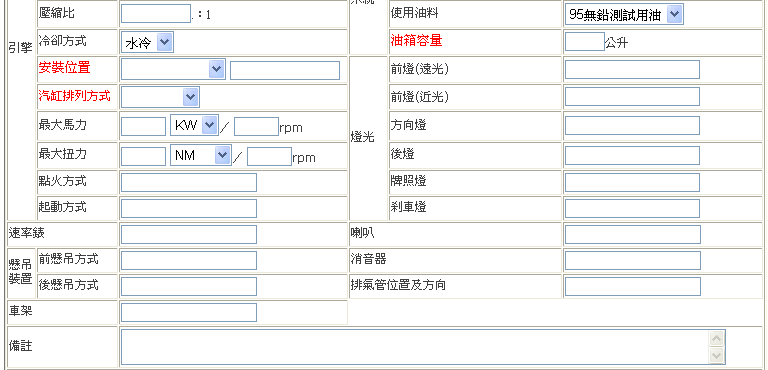 壓縮比 .：1
使用油料 95無鉛測試用油
引擎
冷卻方式 水冷
油箱容量 公升
安裝位置
前燈(遠光)
汽缸排列方式
前燈(近光)
最大馬力 KW ／ rpm
燈光
方向燈
最大扭力 NM ／ rpm
後燈
點火方式
牌照燈
起動方式
剎車燈
速率錶
喇叭
懸吊
裝置
前懸吊方式
消音器
後懸吊方式
排氣管位置及方向
車架
備註